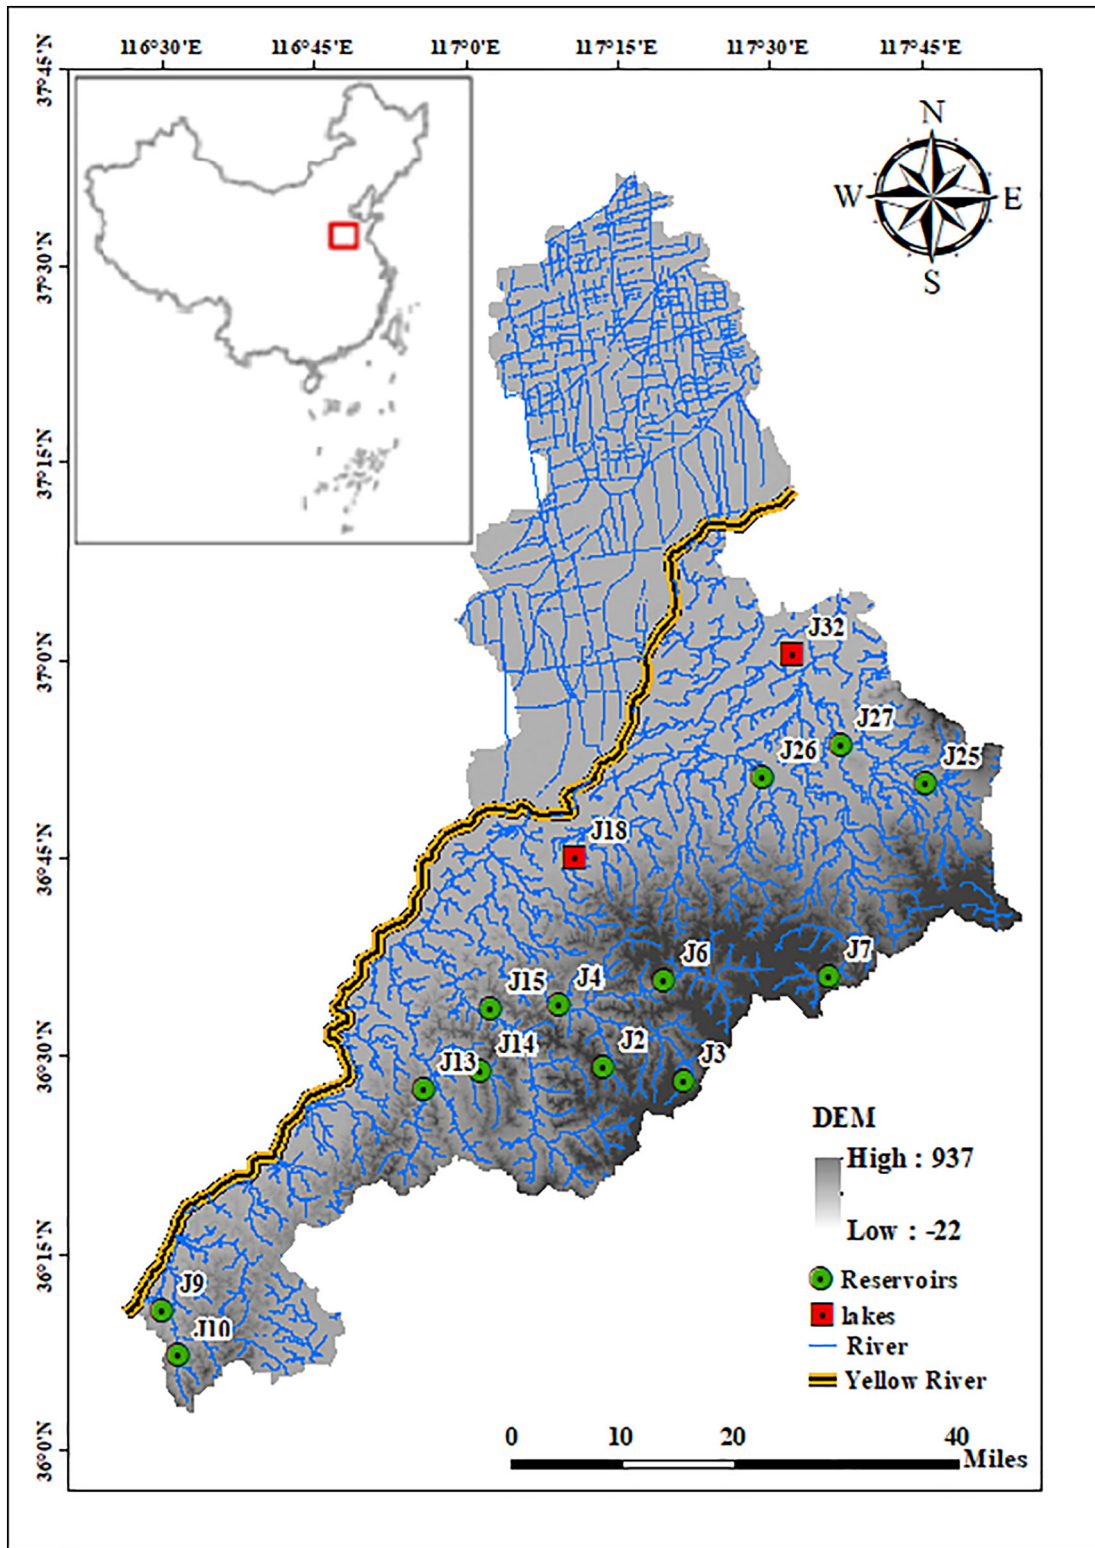 116°30'E 116°45'E 117°0'E 117°15'E 117°30'E 117°45'E
37°45'N
37°30'N
37°15'N
37°0'N
36°45'N
36°30'N
36°15'N
36°0'N
N
W E
S
J32
J27
J26
J25
J18
J6
J7
J15
J4
J14
J2
J13
J3
J9
J10
DEM
High : 937
Low : -22
Reservoirs
lakes
River
Yellow River
0 10 20 40
Miles